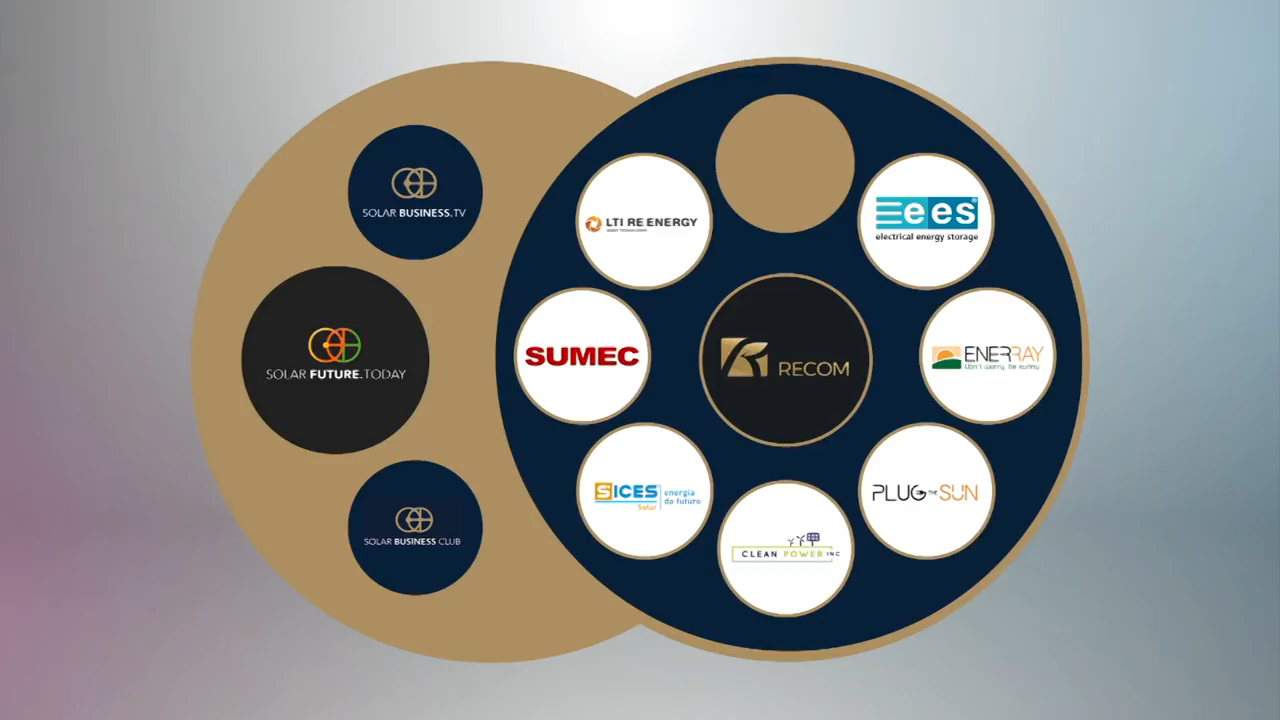 SOLAR BUSINESS.TV
SOLAR FUTURE.TODAY
SOLAR BUSINESS CLUB
LTI RE ENERGY
ees
®
electrical energy storage
SUMEC
RECOM
ENERRAY
Don't worry, be sunny
SICES
Solar
energia
do futuro
PLUG THE SUN
CLEAN POWER INC